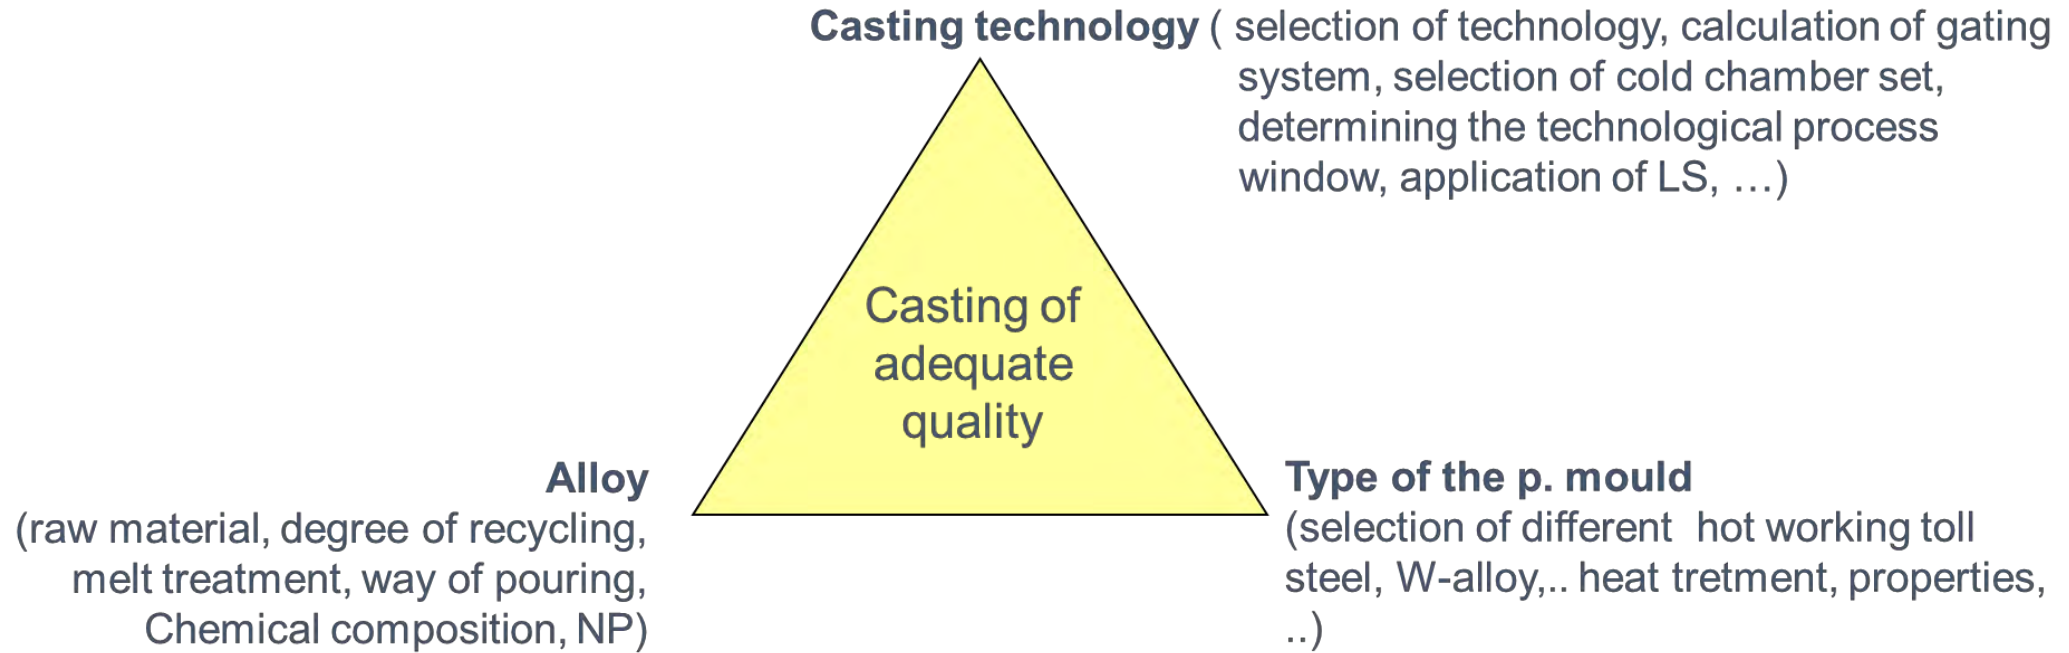 Casting technology ( selection of technology, calculation of gating
system, selection of cold chamber set,
determining the technological process
window, application of LS, …)
Casting of
adequate
quality
Alloy
(raw material, degree of recycling,
melt treatment, way of pouring,
Chemical composition, NP)
Type of the p. mould
(selection of different hot working toll
steel, W-alloy,.. heat tretment, properties,
..)